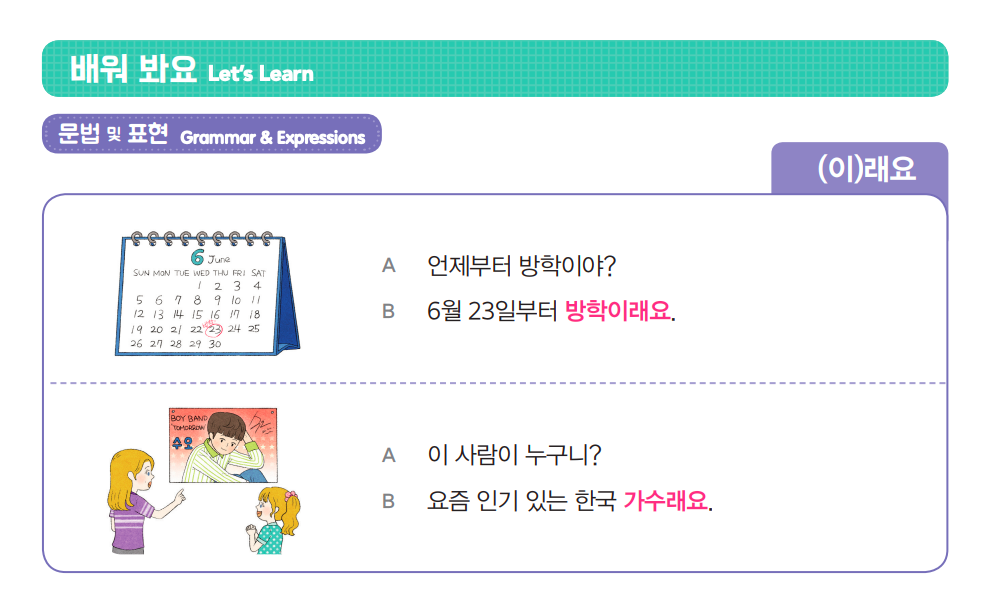 배워 봐요 Let's Learn
문법 및 표현 Grammar & Expressions
(이)래요
6 June
SUN MON TUE WED THU FRI SAT
1 2 3 4
5 6 7 8 9 10 11
12 13 14 15 16 17 18
19 20 21 22 23 24 25
26 27 28 29 30
A 언제부터 방학이야?
B 6월 23일부터 방학이래요.
BOY BAND
"TOMORROW"
수오
A 이 사람이 누구니?
B 요즘 인기 있는 한국 가수래요.